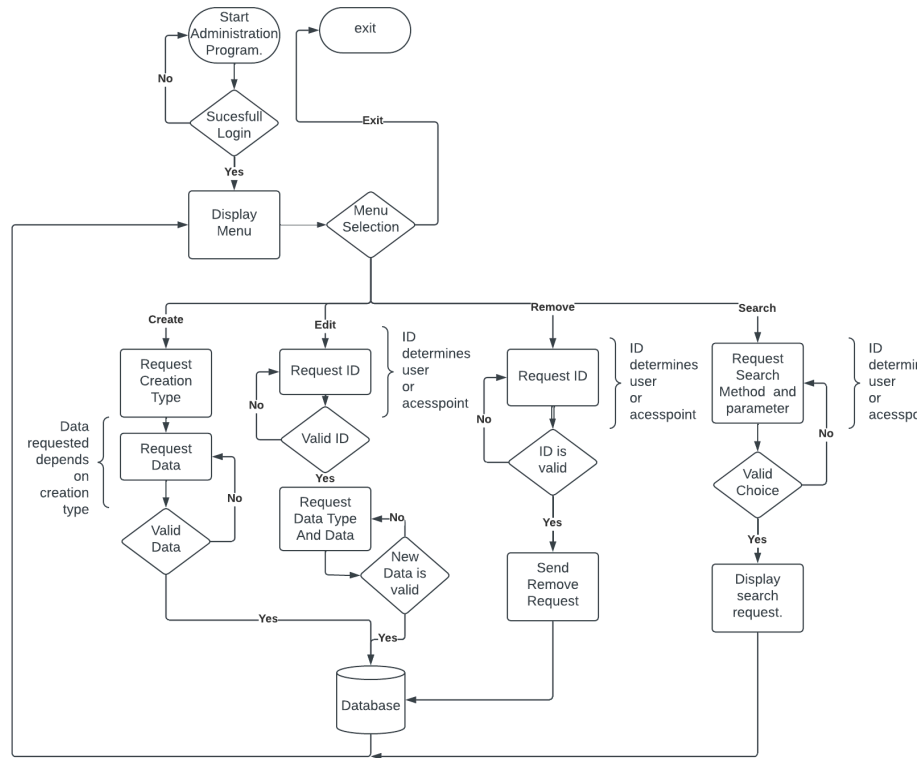 Start
Administration
Program.
exit
No
Sucesfull
Login
Exit
Yes
Display
Menu
Menu
Selection
Create
Edit
Remove
Search
Request
Creation
Type
Request ID
ID
determines
user
or
acesspoint
Request ID
ID
determines
user
or
acesspoint
Request
Search
Method and
parameter
ID
user
or
No
No
No
Data
requested
depends
on
creation
type
Request
Data
Valid ID
ID is
valid
Valid
Choice
No
Yes
Request
Data Type
And Data
No
Valid
Data
New
Data is
valid
Yes
Send
Remove
Request
Yes
Display
search
request.
Yes
Yes
Database